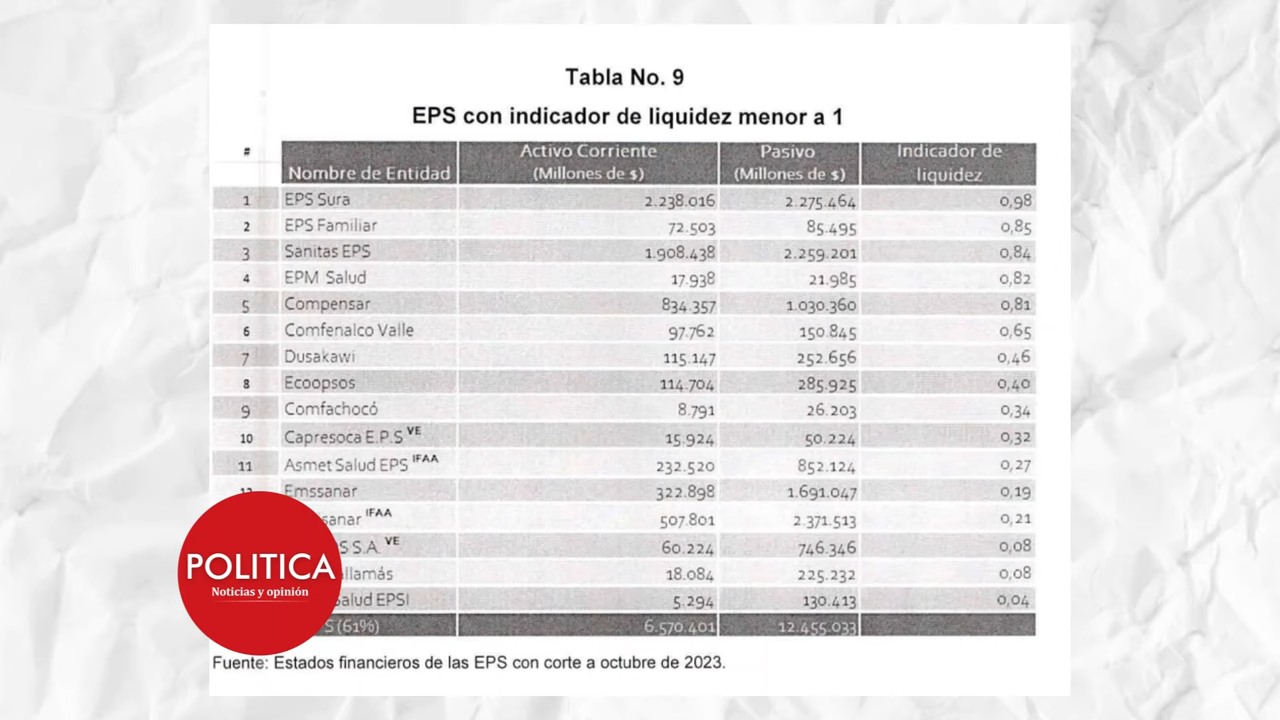 Tabla No. 9
EPS con indicador de liquidez menor a 1
# Nombre de Entidad Activo Corriente (Millones de $) Pasivo (Millones de $) Indicador de liquidez
1 EPS Sura 2.238.016 2.275.464 0,98
2 EPS Familiar 72.503 85.495 0,85
3 Sanitas EPS 1.908.438 2.259.201 0,84
4 EPM Salud 17.938 21.985 0,82
5 Compensar 834.357 1.030.360 0,81
6 Comfenalco Valle 97.762 150.845 0,65
7 Dusakawi 115.147 252.656 0,46
8 Ecoopsos 114.704 285.925 0,40
9 Comfachocó 8.791 26.203 0,34
10 Capresoca E.P.S VE 15.924 50.224 0,32
11 Asmet Salud EPS IFAA 232.520 852.124 0,27
12 Emssanar 322.898 1.691.047 0,19
sanar IFAA 507.801 2.371.513 0,21
S S.A. VE 60.224 746.346 0,08
llamás 18.084 225.232 0,08
Salud EPSI 5.294 130.413 0,04
S (61%) 6.570.401 12.455.033
Fuente: Estados financieros de las EPS con corte a octubre de 2023.
POLITICA
Noticias y opinión